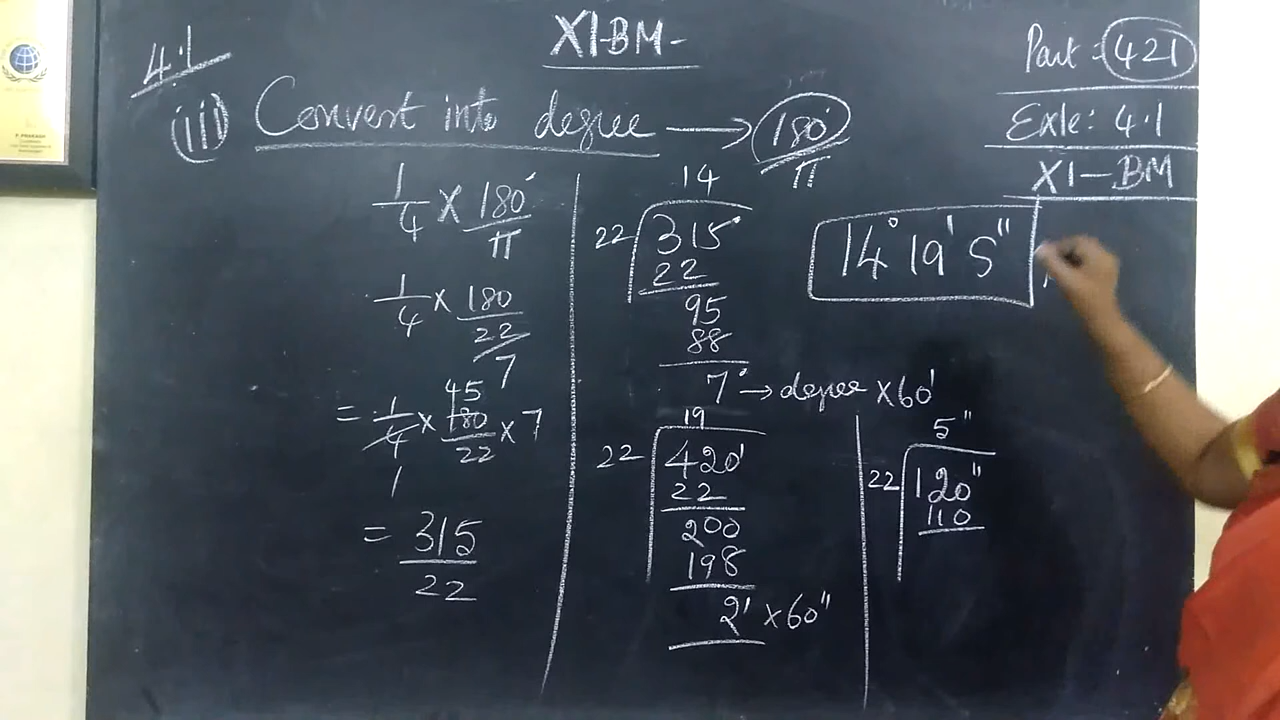 XI-BM-
4.1
Part : 421
Exle: 4.1
XI-BM
(iii) Convert into degree → 180° / π
1/4 × 180° / π
1/4 × 180 / 22 / 7
45
= 1/4 × 180/22 × 7
1
= 315 / 22
14
22 315°
22
95
88
7° → degree × 60'
19
22 420'
22
200
198
2' × 60"
5"
22 120"
110
14° 19' 5"